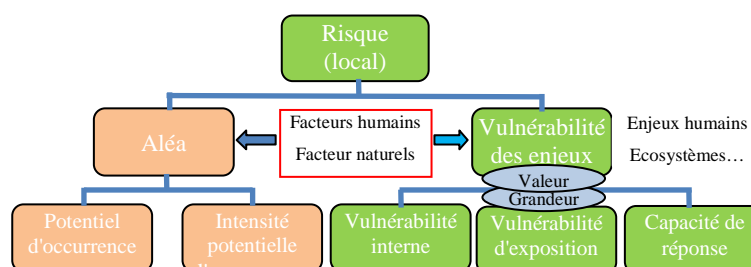 Risque
(local)
Aléa
Facteurs humains
Facteur naturels
Vulnérabilité
des enjeux
Enjeux humains
Ecosystèmes…
Valeur
Grandeur
Potentiel
d'occurrence
Intensité
potentielle
Vulnérabilité
interne
Vulnérabilité
d'exposition
Capacité de
réponse